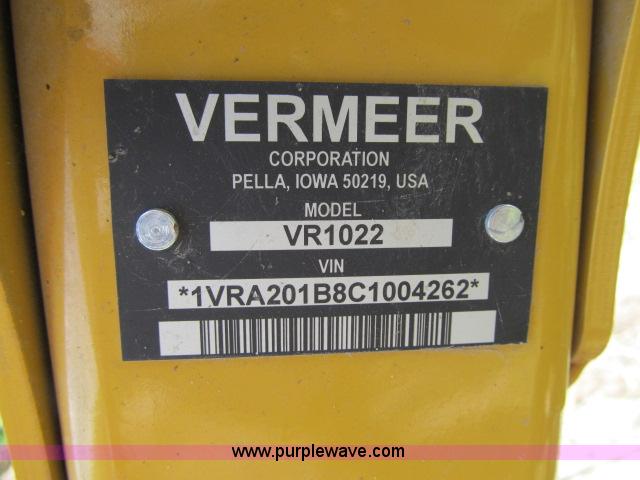 VERMEER
CORPORATION
PELLA, IOWA 50219, USA
MODEL
VR1022
VIN
*1VRA201B8C1004262*
www.purplewave.com